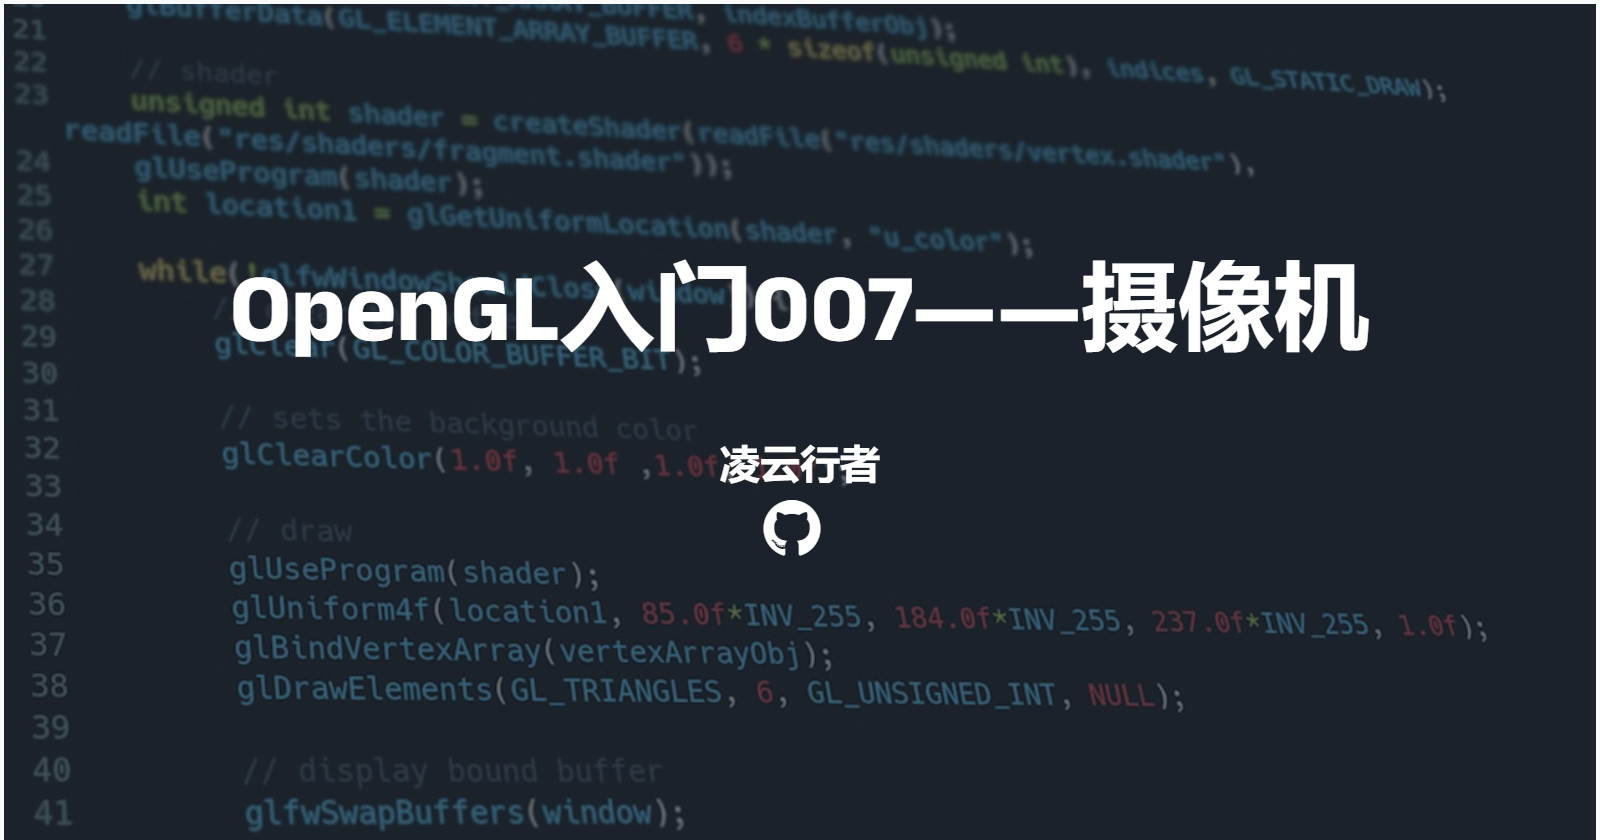 glBufferData(GL_ELEMENT_ARRAY_BUFFER, 6 * sizeof(unsigned int), indices, GL_STATIC_DRAW);
21
22 // shader
23 unsigned int shader = createShader(readFile("res/shaders/vertex.shader"),
readFile("res/shaders/fragment.shader"));
24 glUseProgram(shader);
25 int location1 = glGetUniformLocation(shader, "u_color");
26
27 while(!glfwWindowShouldClose(window)) {
OpenGL入门007——摄像机
28 //
29 glClear(GL_COLOR_BUFFER_BIT);
30
31 // sets the background color
32 glClearColor(1.0f, 1.0f ,1.0f
凌云行者
33
34 // draw
35 glUseProgram(shader);
36 glUniform4f(location1, 85.0f*INV_255, 184.0f*INV_255, 237.0f*INV_255, 1.0f);
37 glBindVertexArray(vertexArrayObj);
38 glDrawElements(GL_TRIANGLES, 6, GL_UNSIGNED_INT, NULL);
39
40 // display bound buffer
41 glfwSwapBuffers(window);